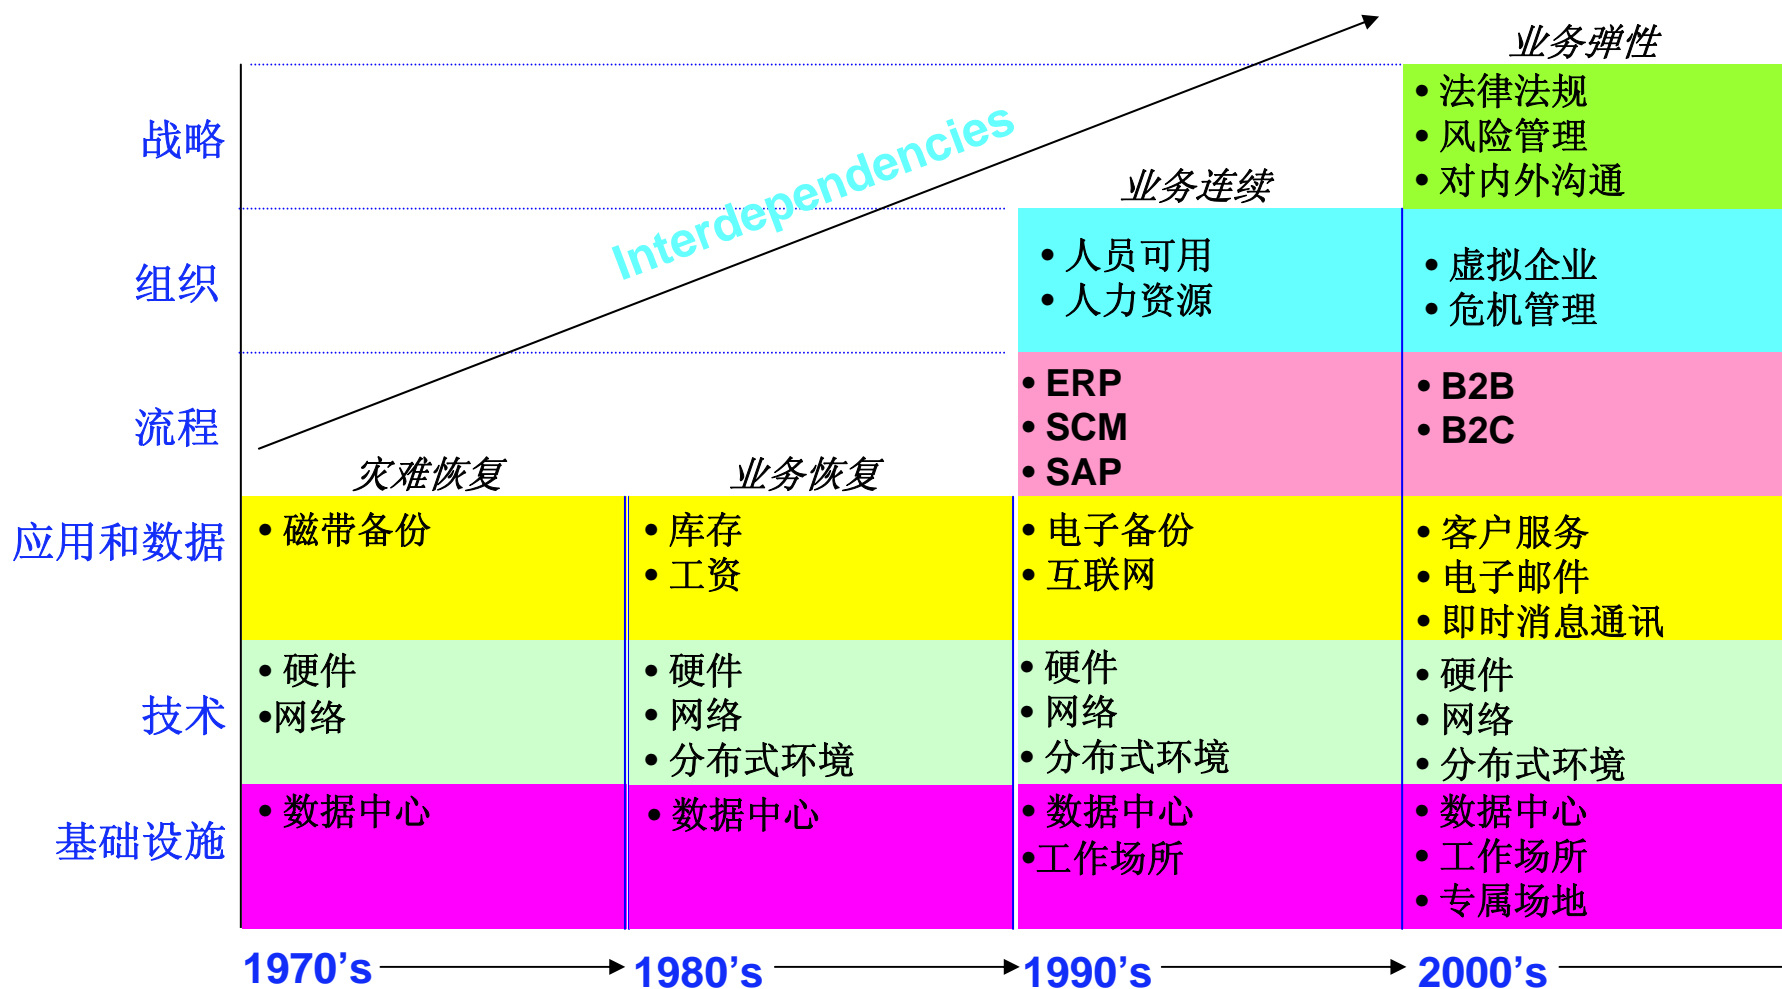 业务弹性
• 法律法规
• 风险管理
• 对内外沟通
战略
Interdependencies
业务连续
组织
• 人员可用
• 人力资源
• 虚拟企业
• 危机管理
流程
• ERP
• SCM
• SAP
• B2B
• B2C
灾难恢复
业务恢复
应用和数据
• 磁带备份
• 库存
• 工资
• 电子备份
• 互联网
• 客户服务
• 电子邮件
• 即时消息通讯
技术
• 硬件
•网络
• 硬件
• 网络
• 分布式环境
• 硬件
• 网络
• 分布式环境
• 硬件
• 网络
• 分布式环境
基础设施
• 数据中心
• 数据中心
• 数据中心
•工作场所
• 数据中心
• 工作场所
• 专属场地
1970’s
1980’s
1990’s
2000’s